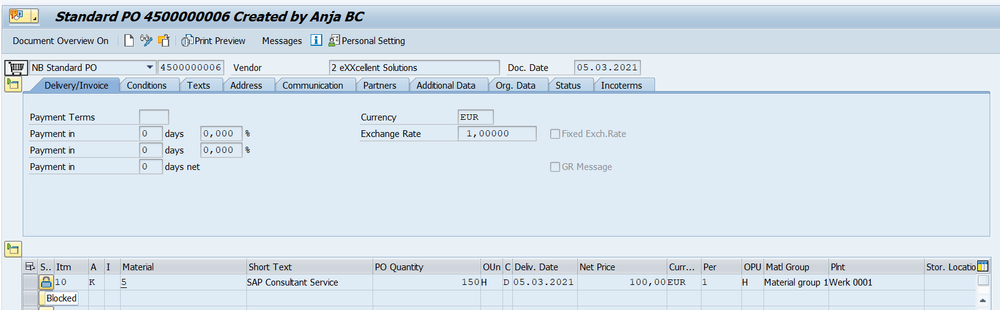 Standard PO 4500000006 Created by Anja BC
Document Overview On Print Preview Messages Personal Setting
NB Standard PO 4500000006 Vendor 2 eXXcellent Solutions Doc. Date 05.03.2021
Delivery/Invoice Conditions Texts Address Communication Partners Additional Data Org. Data Status Incoterms
Payment Terms Currency EUR
Payment in 0 days 0,000 % Exchange Rate 1,00000 Fixed Exch.Rate
Payment in 0 days 0,000 %
Payment in 0 days net GR Message
S.. Itm A I Material Short Text PO Quantity OUn C Deliv. Date Net Price Curr... Per OPU Matl Group Plnt Stor. Locatio
10 K 5 SAP Consultant Service 150 H D 05.03.2021 100,00 EUR 1 H Material group 1 Werk 0001
Blocked